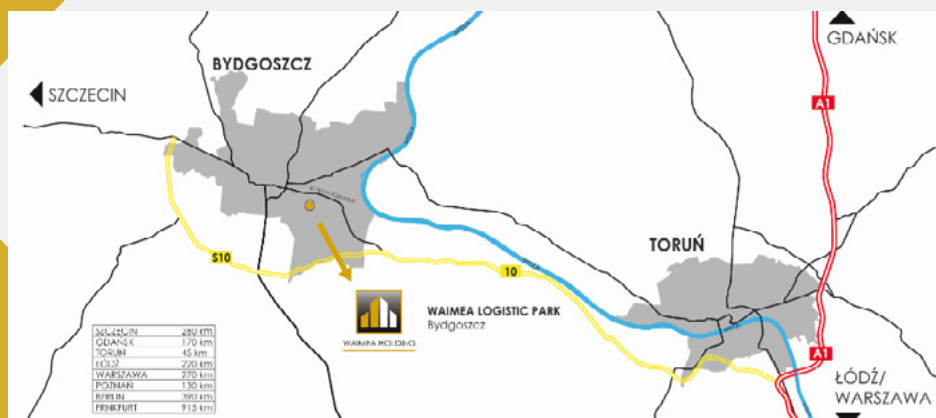 GDAŃSK
BYDGOSZCZ
SZCZECIN
A1
TORUŃ
S10
10
WAIMEA LOGISTIC PARK
Bydgoszcz
WAIMEA HOLDING
A1
ŁÓDŹ/
WARSZAWA
SZCZECIN 260 km
GDAŃSK 170 km
TORUŃ 45 km
ŁÓDŹ 220 km
WARSZAWA 270 km
POZNAŃ 130 km
BERLIN 390 km
FRNKFURT 915 km